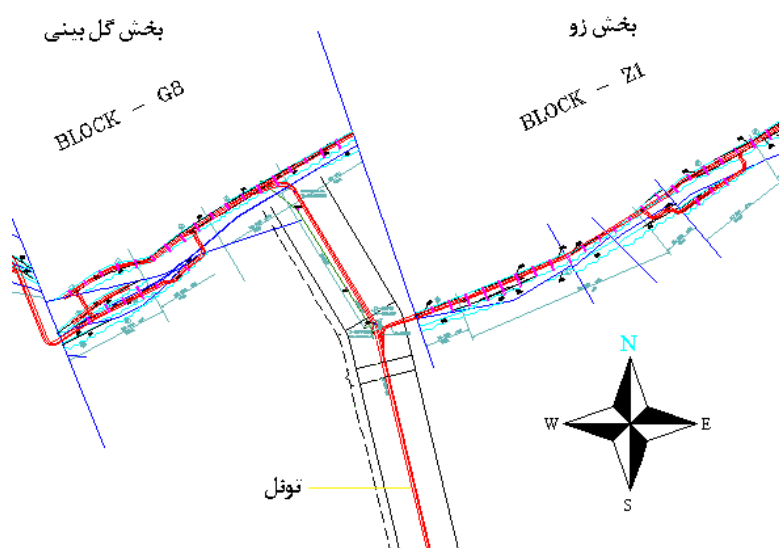 بخش گل بینی
بخش زو
BLOCK - G8
BLOCK - Z1
N
W
E
S
تونل